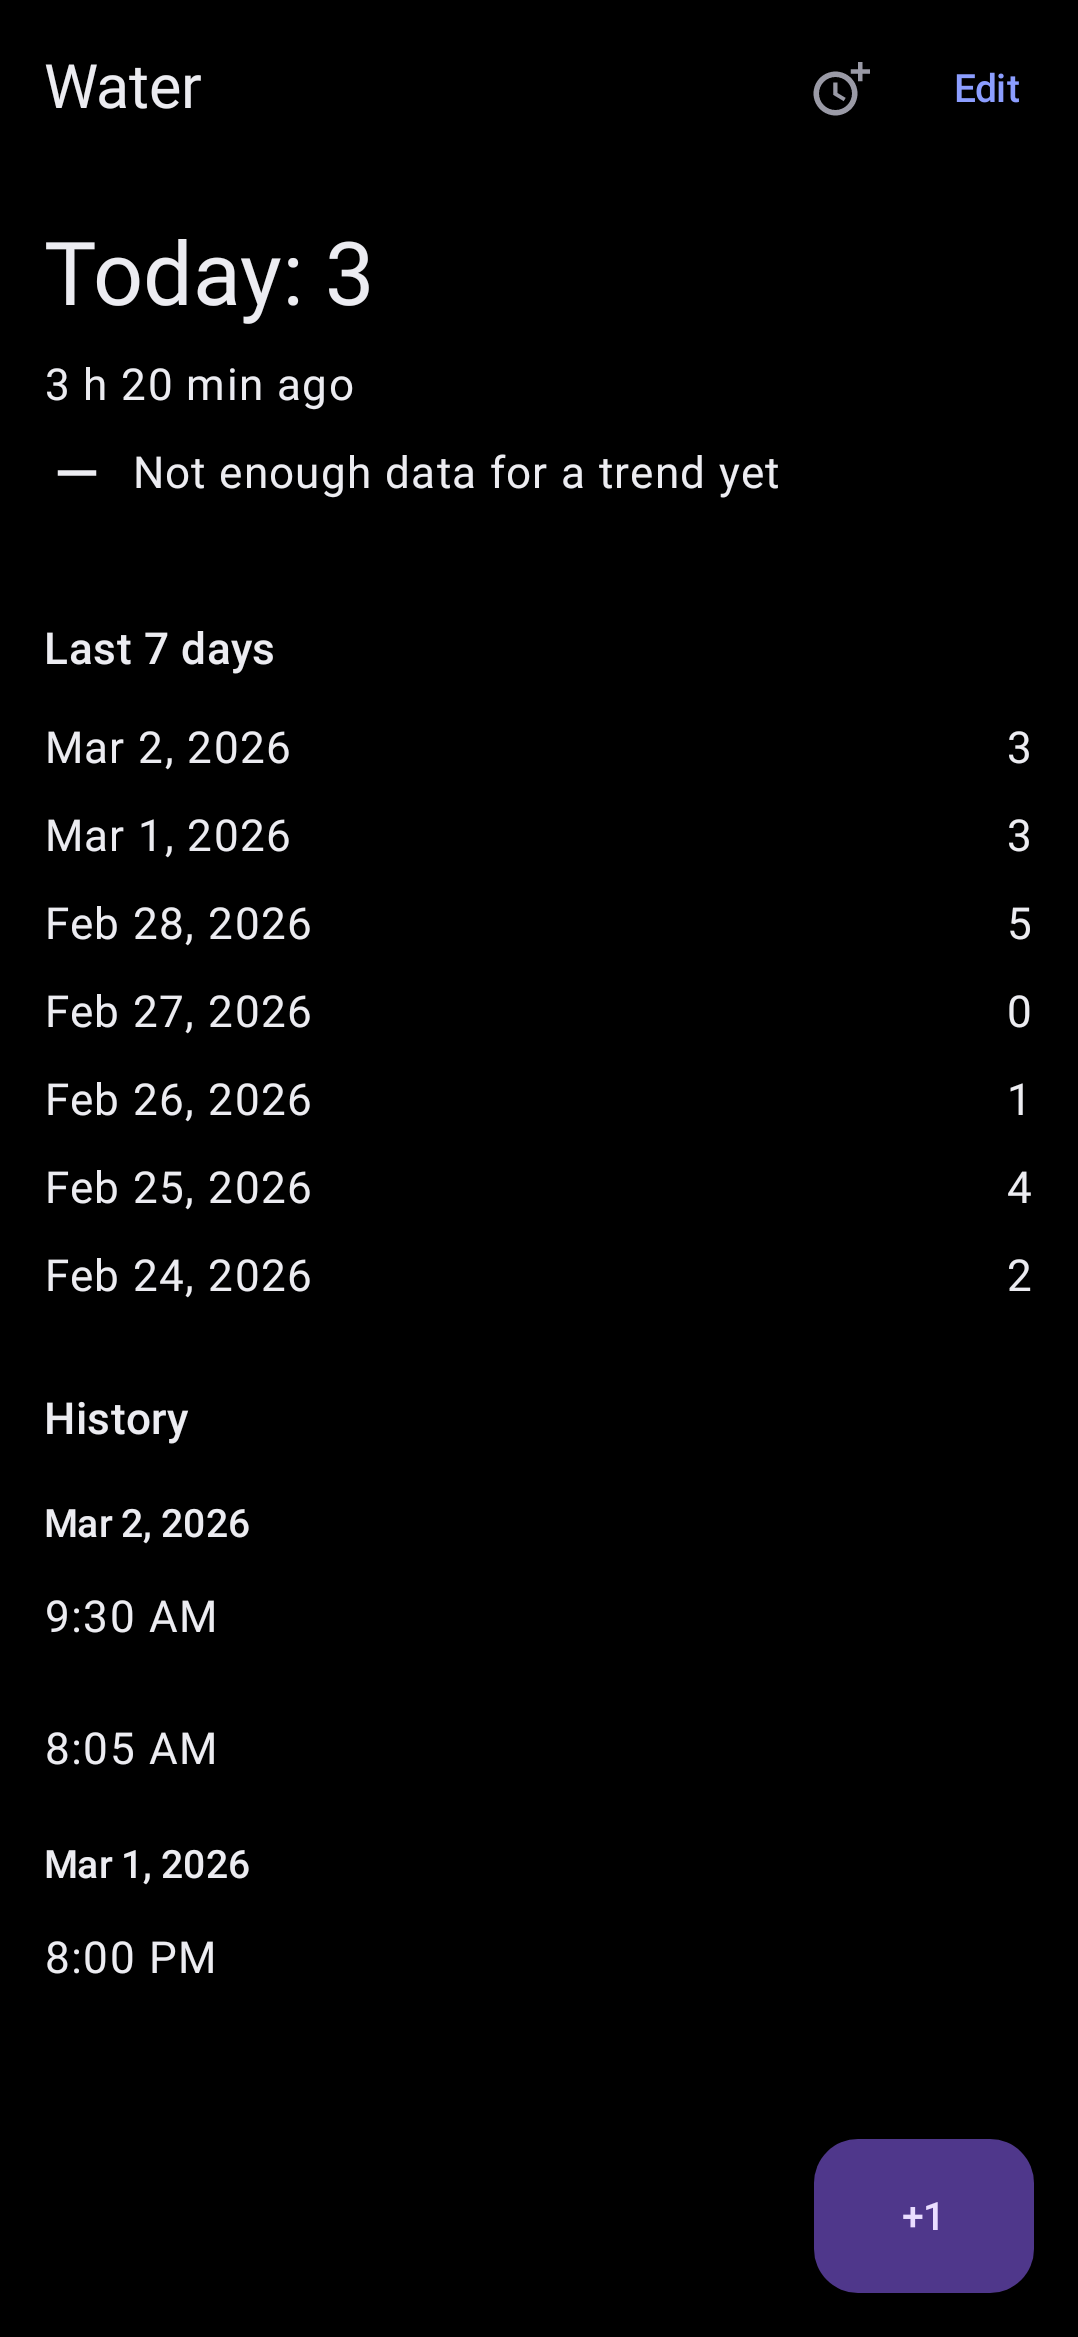 Water
Edit
Today: 3
3 h 20 min ago
Not enough data for a trend yet
Last 7 days
Mar 2, 2026 3
Mar 1, 2026 3
Feb 28, 2026 5
Feb 27, 2026 0
Feb 26, 2026 1
Feb 25, 2026 4
Feb 24, 2026 2
History
Mar 2, 2026
9:30 AM
8:05 AM
Mar 1, 2026
8:00 PM
+1